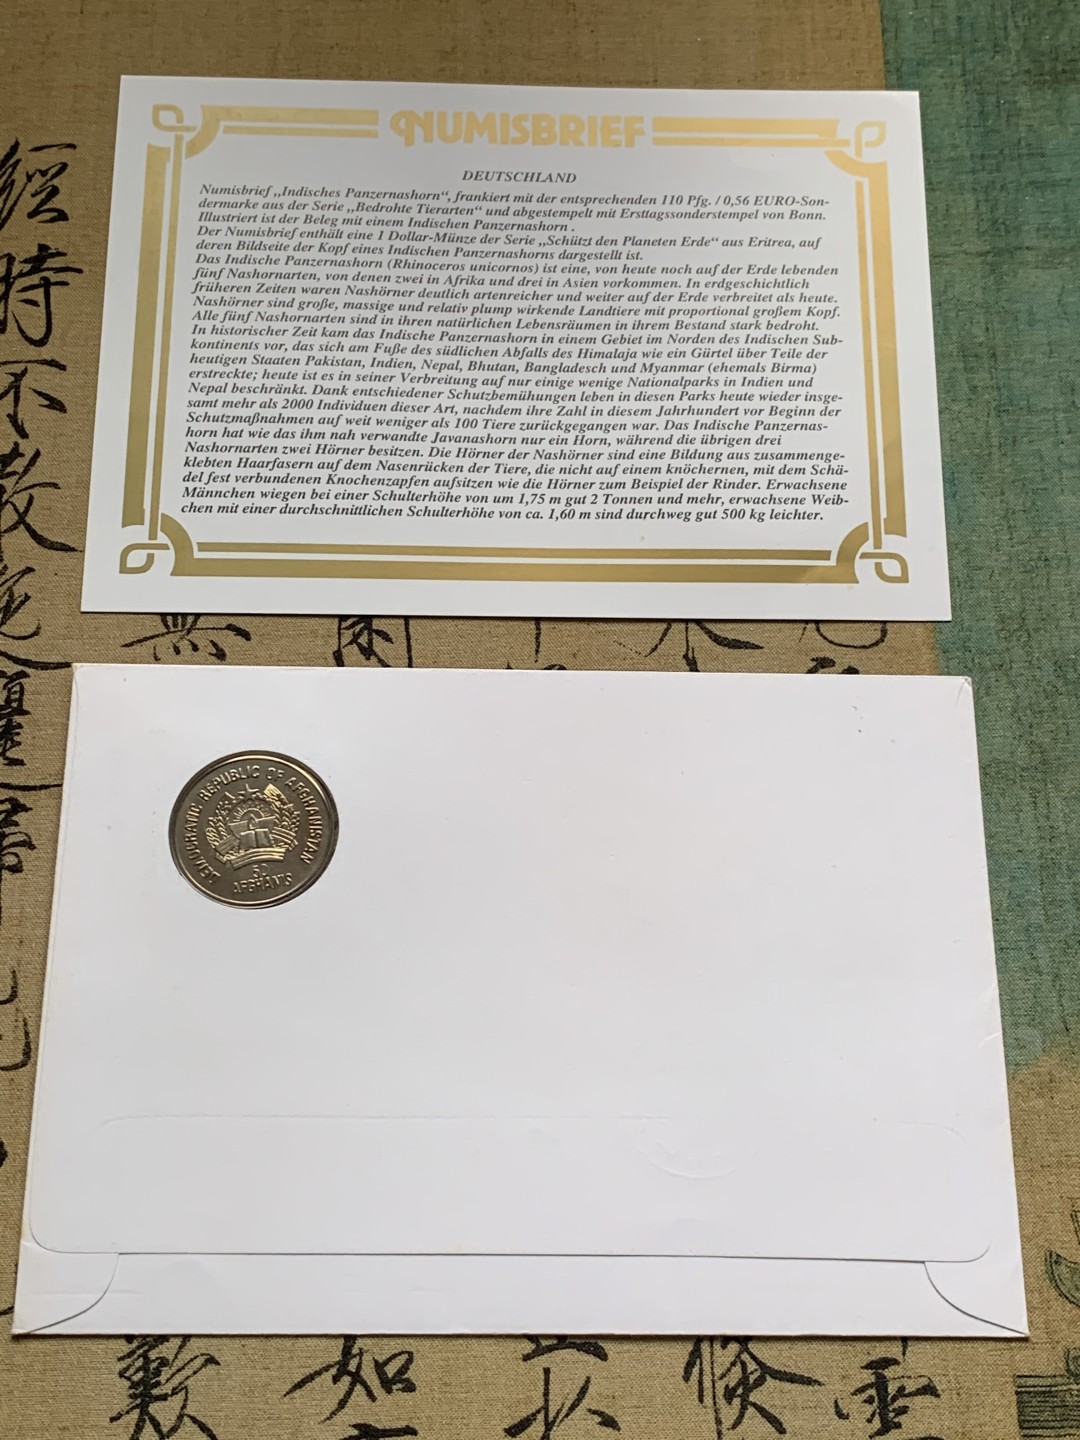 NUMISBRIEF
DEUTSCHLAND
Numisbrief „Indisches Panzernashorn“, frankiert mit der entsprechenden 110 Pfg. / 0,56 EURO-Son-
dermarke aus der Serie „Bedrohte Tierarten“ und abgestempelt mit Ersttagssonderstempel von Bonn.
Illustriert ist der Beleg mit einem Indischen Panzernashorn .
Der Numisbrief enthält eine 1 Dollar-Münze der Serie „Schützt den Planeten Erde“ aus Eritrea, auf
deren Bildseite der Kopf eines Indischen Panzernashorns dargestellt ist.
Das Indische Panzernashorn (Rhinoceros unicornos) ist eine, von heute noch auf der Erde lebenden
fünf Nashornarten, von denen zwei in Afrika und drei in Asien vorkommen. In erdgeschichtlich
früheren Zeiten waren Nashörner deutlich artenreicher und weiter auf der Erde verbreitet als heute.
Nashörner sind große, massige und relativ plump wirkende Landtiere mit proportional großem Kopf.
Alle fünf Nashornarten sind in ihren natürlichen Lebensräumen in ihrem Bestand stark bedroht.
In historischer Zeit kam das Indische Panzernashorn in einem Gebiet im Norden des Indischen Sub-
kontinents vor, das sich am Fuße des südlichen Abfalls des Himalaja wie ein Gürtel über Teile der
heutigen Staaten Pakistan, Indien, Nepal, Bhutan, Bangladesch und Myanmar (ehemals Birma)
erstreckte; heute ist es in seiner Verbreitung auf nur einige wenige Nationalparks in Indien und
Nepal beschränkt. Dank entschiedener Schutzbemühungen leben in diesen Parks heute wieder insge-
samt mehr als 2000 Individuen dieser Art, nachdem ihre Zahl in diesem Jahrhundert vor Beginn der
Schutzmaßnahmen auf weit weniger als 100 Tiere zurückgegangen war. Das Indische Panzernas-
horn hat wie das ihm nah verwandte Javanashorn nur ein Horn, während die übrigen drei
Nashornarten zwei Hörner besitzen. Die Hörner der Nashörner sind eine Bildung aus zusammenge-
klebten Haarfasern auf dem Nasenrücken der Tiere, die nicht auf einem knöchernen, mit dem Schä-
del fest verbundenen Knochenzapfen aufsitzen wie die Hörner zum Beispiel der Rinder. Erwachsene
Männchen wiegen bei einer Schulterhöhe von um 1,75 m gut 2 Tonnen und mehr, erwachsene Weib-
chen mit einer durchschnittlichen Schulterhöhe von ca. 1,60 m sind durchweg gut 500 kg leichter.
DEMOCRATIC REPUBLIC OF AFGHANISTAN
50
AFGHANIS
時
不
無
數
如